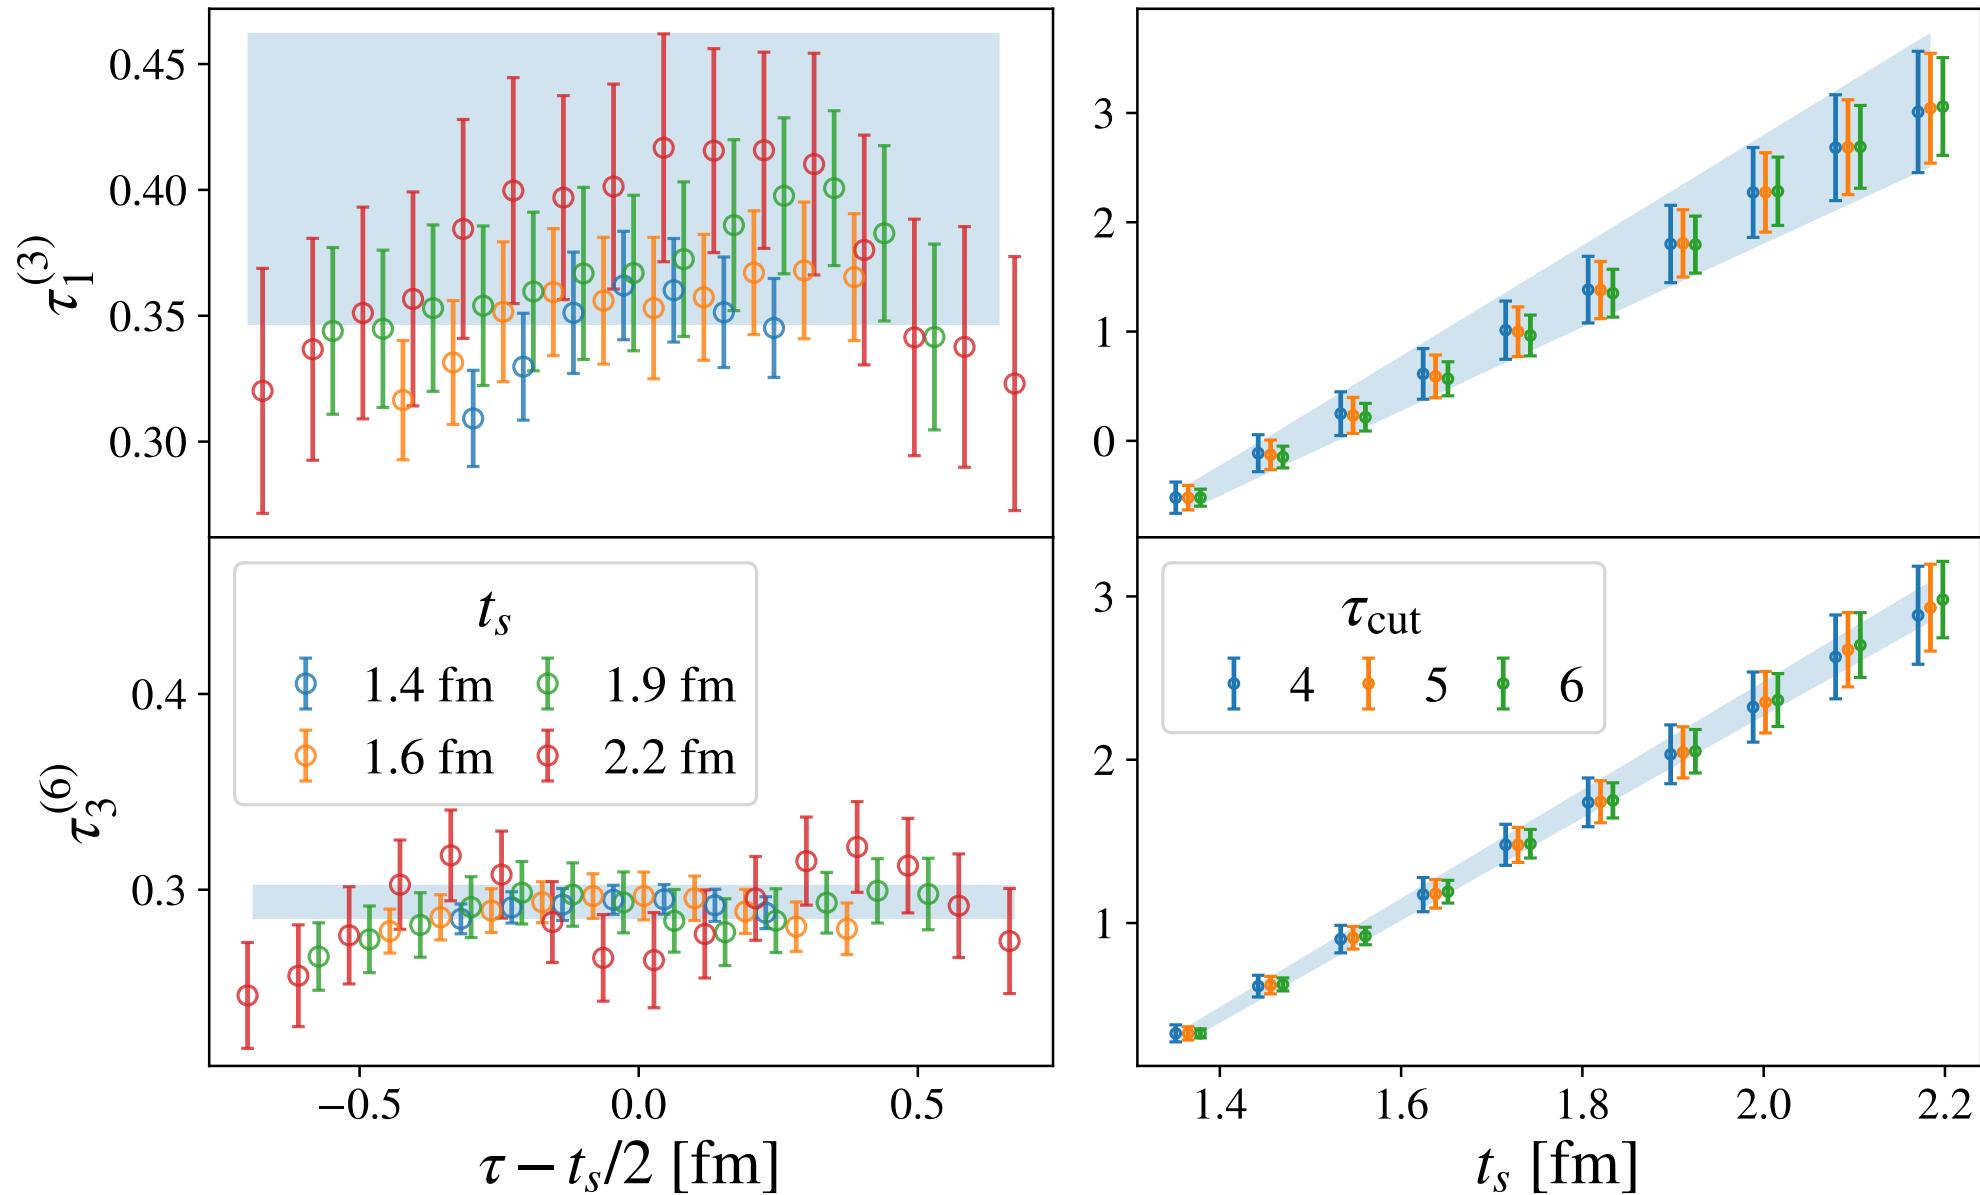 τ₁⁽³⁾
0.45
0.40
0.35
0.30
3
2
1
0
τ₃⁽⁶⁾
0.4
0.3
tₛ
1.4 fm 1.9 fm
1.6 fm 2.2 fm
3
2
1
τcut
4 5 6
−0.5 0.0 0.5
τ − tₛ/2 [fm]
1.4 1.6 1.8 2.0 2.2
tₛ [fm]